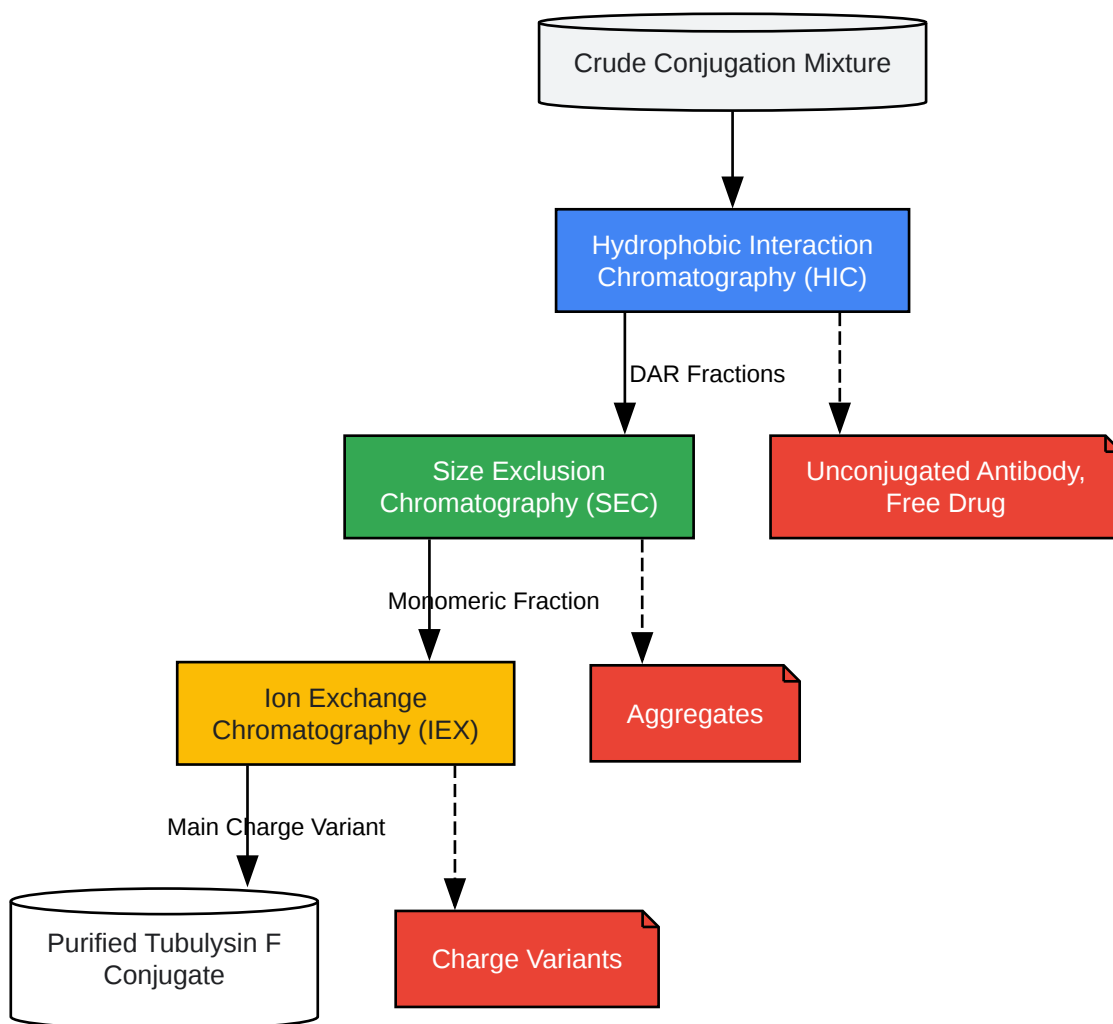 Crude Conjugation Mixture
Hydrophobic Interaction
Chromatography (HIC)
DAR Fractions
Size Exclusion
Chromatography (SEC)
Unconjugated Antibody,
Free Drug
Monomeric Fraction
Ion Exchange
Chromatography (IEX)
Aggregates
Main Charge Variant
Purified Tubulysin F
Conjugate
Charge Variants